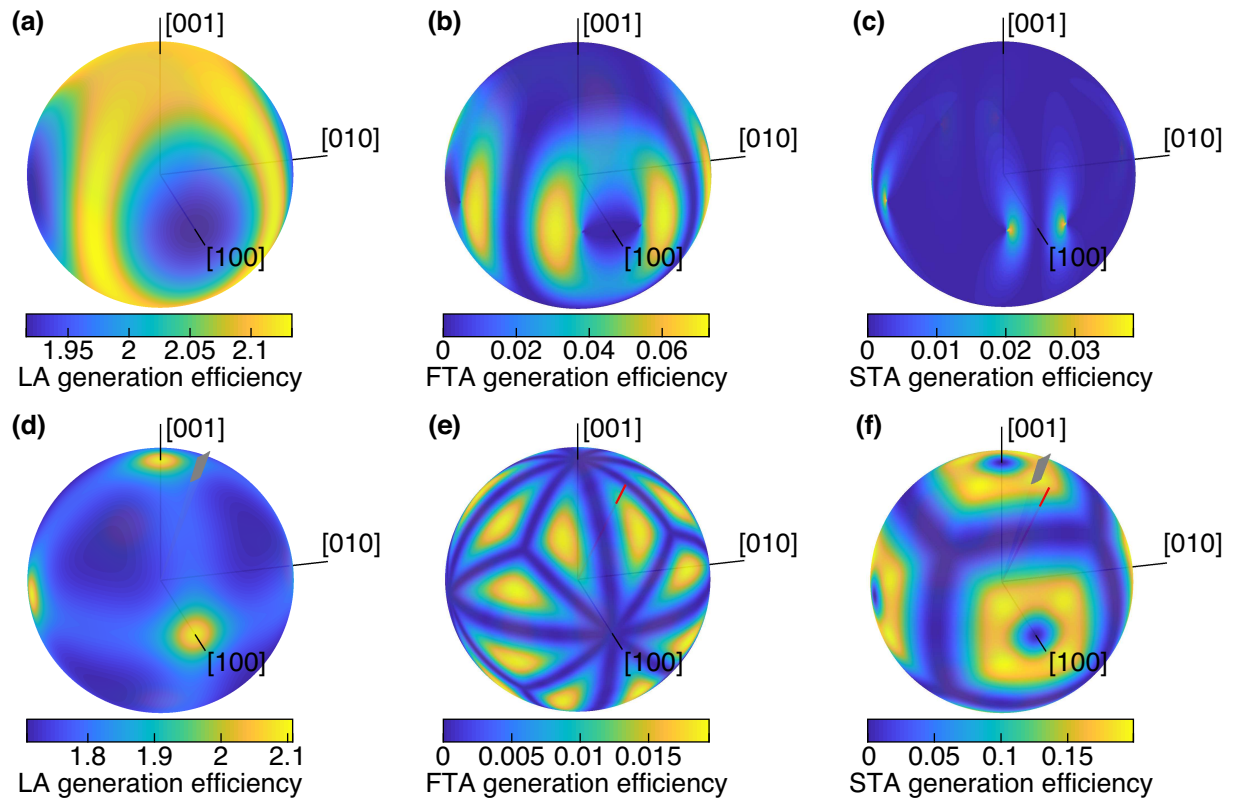 (a)
[001]
[010]
[100]
1.95 2 2.05 2.1
LA generation efficiency
(b)
[001]
[010]
[100]
0 0.02 0.04 0.06
FTA generation efficiency
(c)
[001]
[010]
[100]
0 0.01 0.02 0.03
STA generation efficiency
(d)
[001]
[010]
[100]
1.8 1.9 2 2.1
LA generation efficiency
(e)
[001]
[010]
[100]
0 0.005 0.01 0.015
FTA generation efficiency
(f)
[001]
[010]
[100]
0 0.05 0.1 0.15
STA generation efficiency